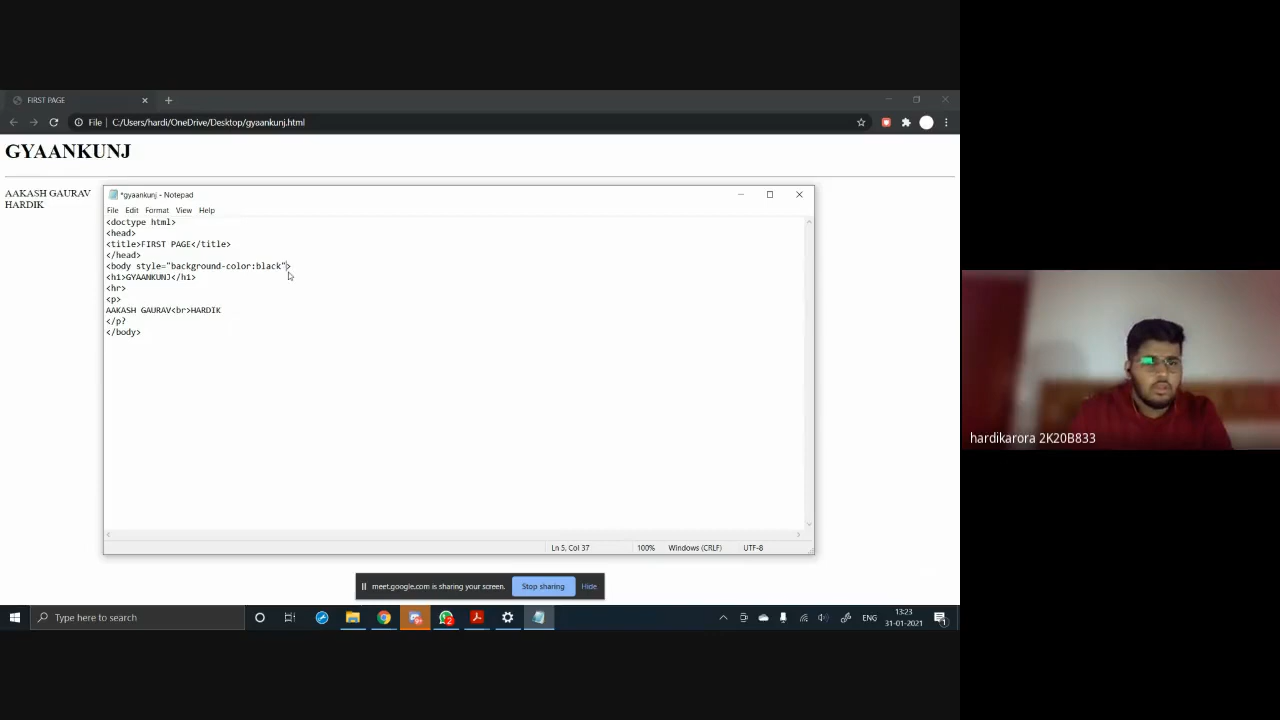 FIRST PAGE
File C:/Users/hardi/OneDrive/Desktop/gyaankunj.html
GYAANKUNJ
AAKASH GAURAV
HARDIK
*gyaankunj - Notepad
File Edit Format View Help
<doctype html>
<head>
<title>FIRST PAGE</title>
</head>
<body style="background-color:black">
<h1>GYAANKUNJ</h1>
<hr>
<p>
AAKASH GAURAV<br>HARDIK
</p?
</body>
Ln 5, Col 37 100% Windows (CRLF) UTF-8
meet.google.com is sharing your screen. Stop sharing Hide
Type here to search
2
ENG
13:23
31-01-2021
1
hardikarora 2K20B833